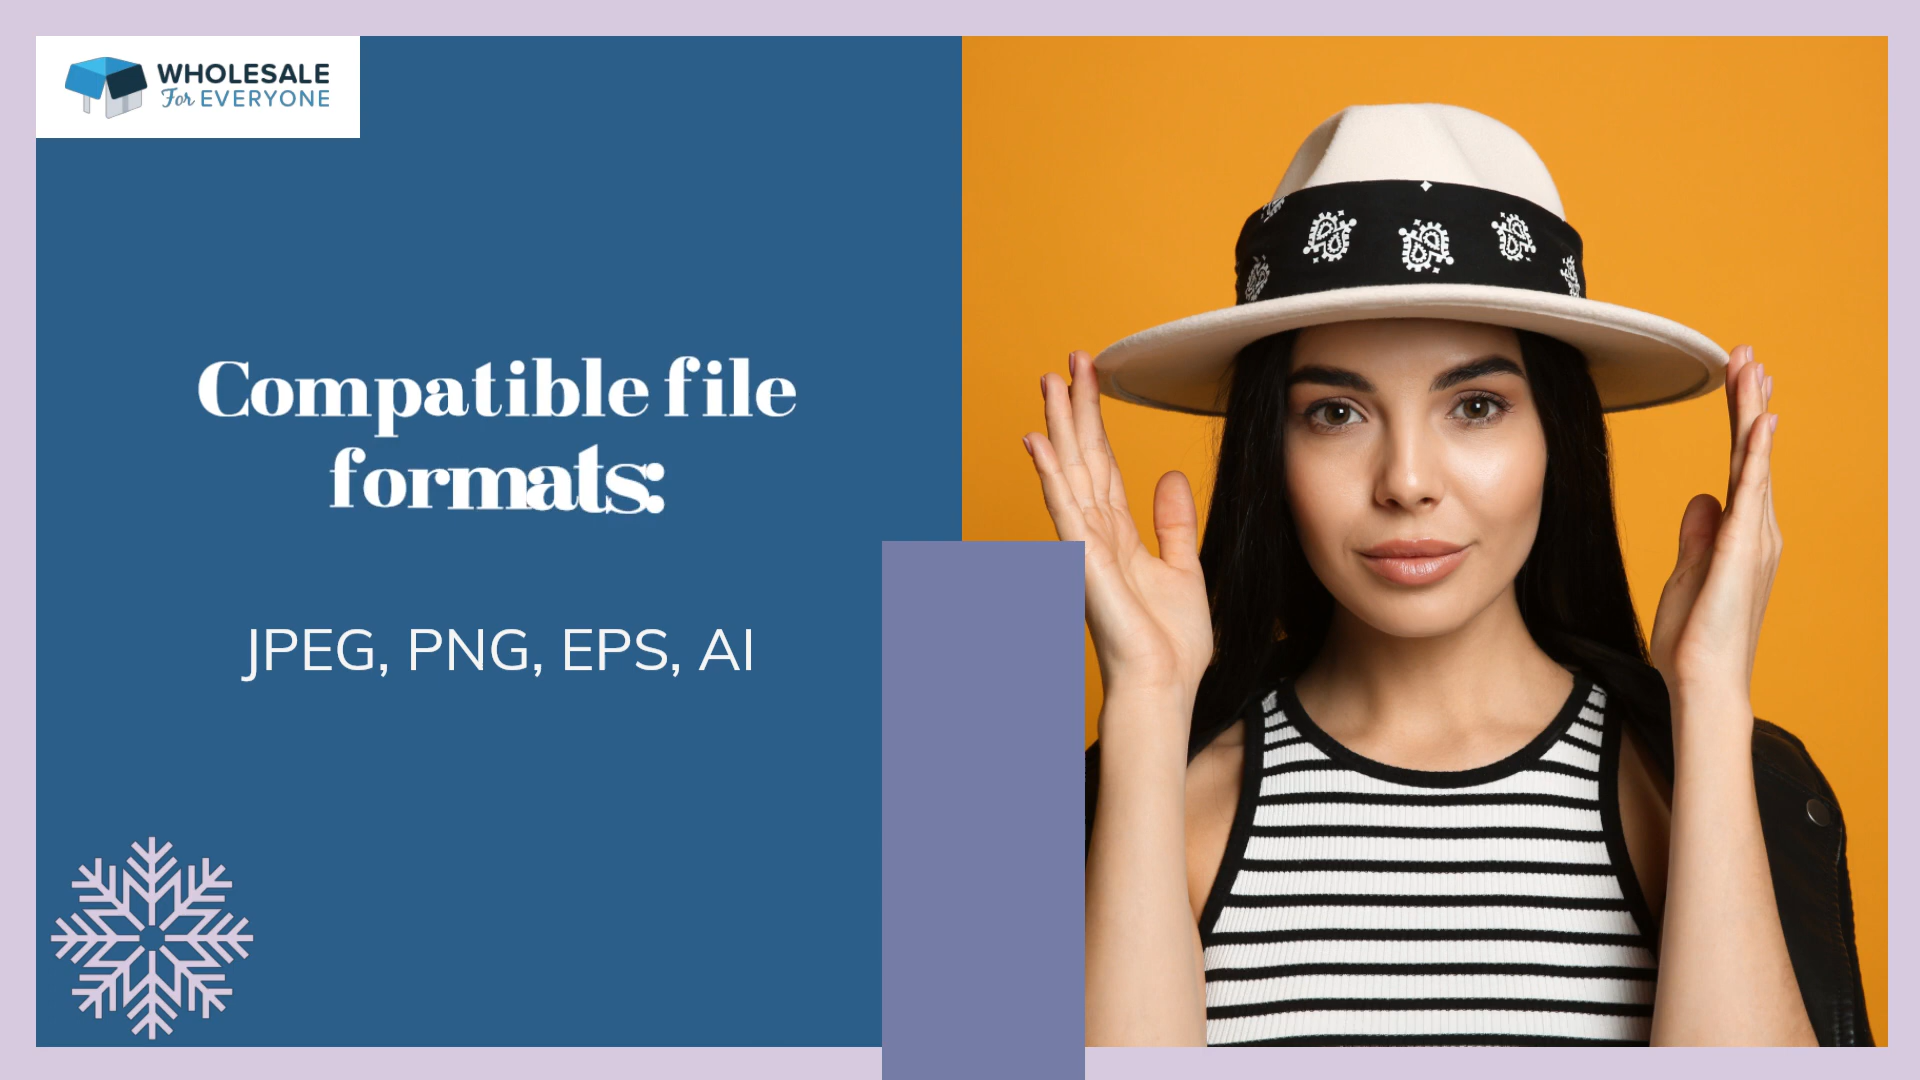 WHOLESALE
For EVERYONE
Compatible file
formats:
JPEG, PNG, EPS, AI